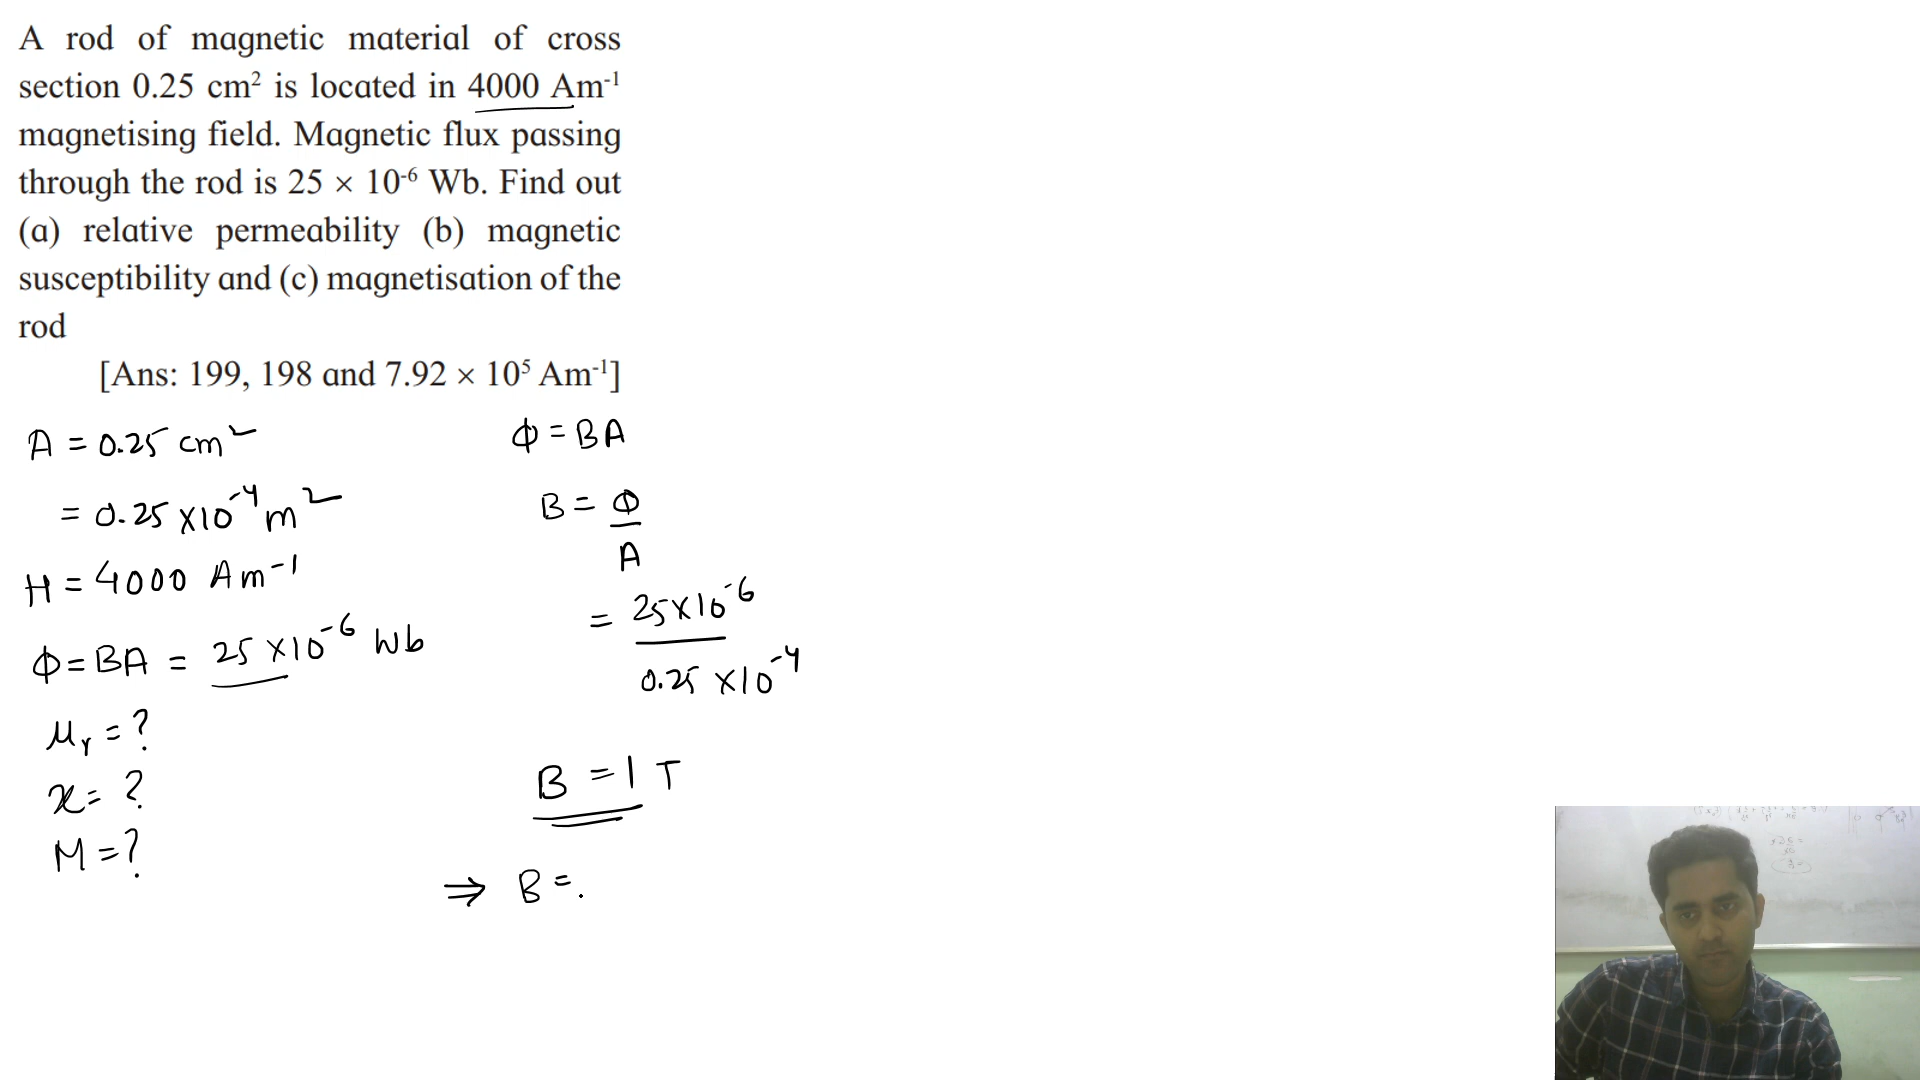 A rod of magnetic material of cross
section 0.25 cm² is located in 4000 Am⁻¹
magnetising field. Magnetic flux passing
through the rod is 25 × 10⁻⁶ Wb. Find out
(a) relative permeability (b) magnetic
susceptibility and (c) magnetisation of the
rod
[Ans: 199, 198 and 7.92 × 10⁵ Am⁻¹]
A = 0.25 cm²
= 0.25 × 10⁻⁴ m²
H = 4000 Am⁻¹
Φ = BA = 25 × 10⁻⁶ Wb
μᵣ = ?
χ = ?
M = ?
Φ = BA
B = Φ
A
= 25 × 10⁻⁶
0.25 × 10⁻⁴
B = 1 T
⇒ B =.